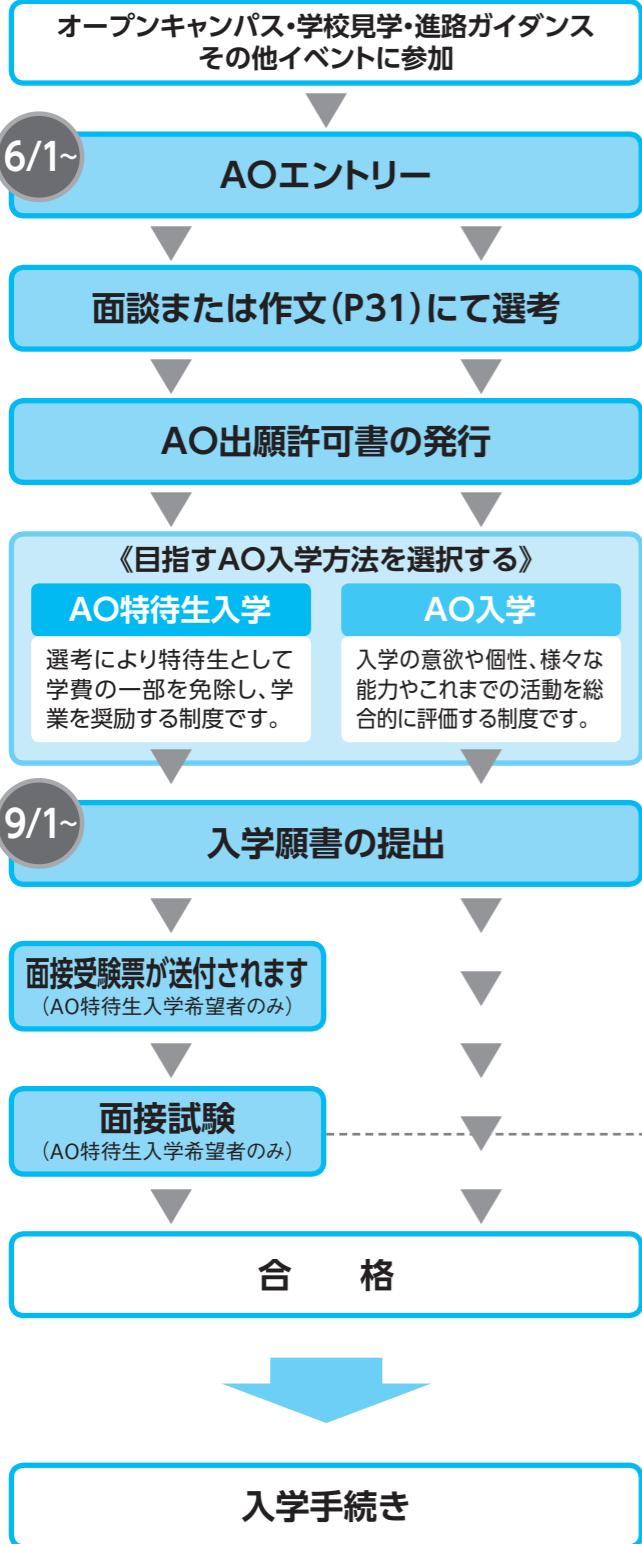 オープンキャンパス・学校見学・進路ガイダンス
その他イベントに参加
6/1~
AOエントリー
面談または作文(P31)にて選考
AO出願許可書の発行
《目指すAO入学方法を選択する》
AO特待生入学
選考により特待生として
学費の一部を免除し、学
業を奨励する制度です。
AO入学
入学の意欲や個性、様々な
能力やこれまでの活動を総
合的に評価する制度です。
9/1~
入学願書の提出
面接受験票が送付されます
(AO特待生入学希望者のみ)
面接試験
(AO特待生入学希望者のみ)
合 格
入学手続き